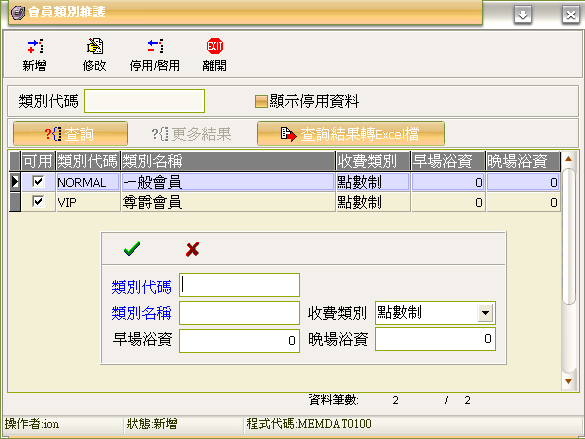 會員類別維護
新增 修改 停用/啓用 離開
類別代碼 顯示停用資料
查詢 更多結果 查詢結果轉Excel檔
可用 類別代碼 類別名稱 收費類別 早場浴資 晚場浴資
NORMAL 一般會員 點數制 0 0
VIP 尊爵會員 點數制 0 0
類別代碼
類別名稱 收費類別 點數制
早場浴資 0 晚場浴資 0
資料筆數: 2 / 2
操作者:ion 狀態:新增 程式代碼:MEMDAT0100